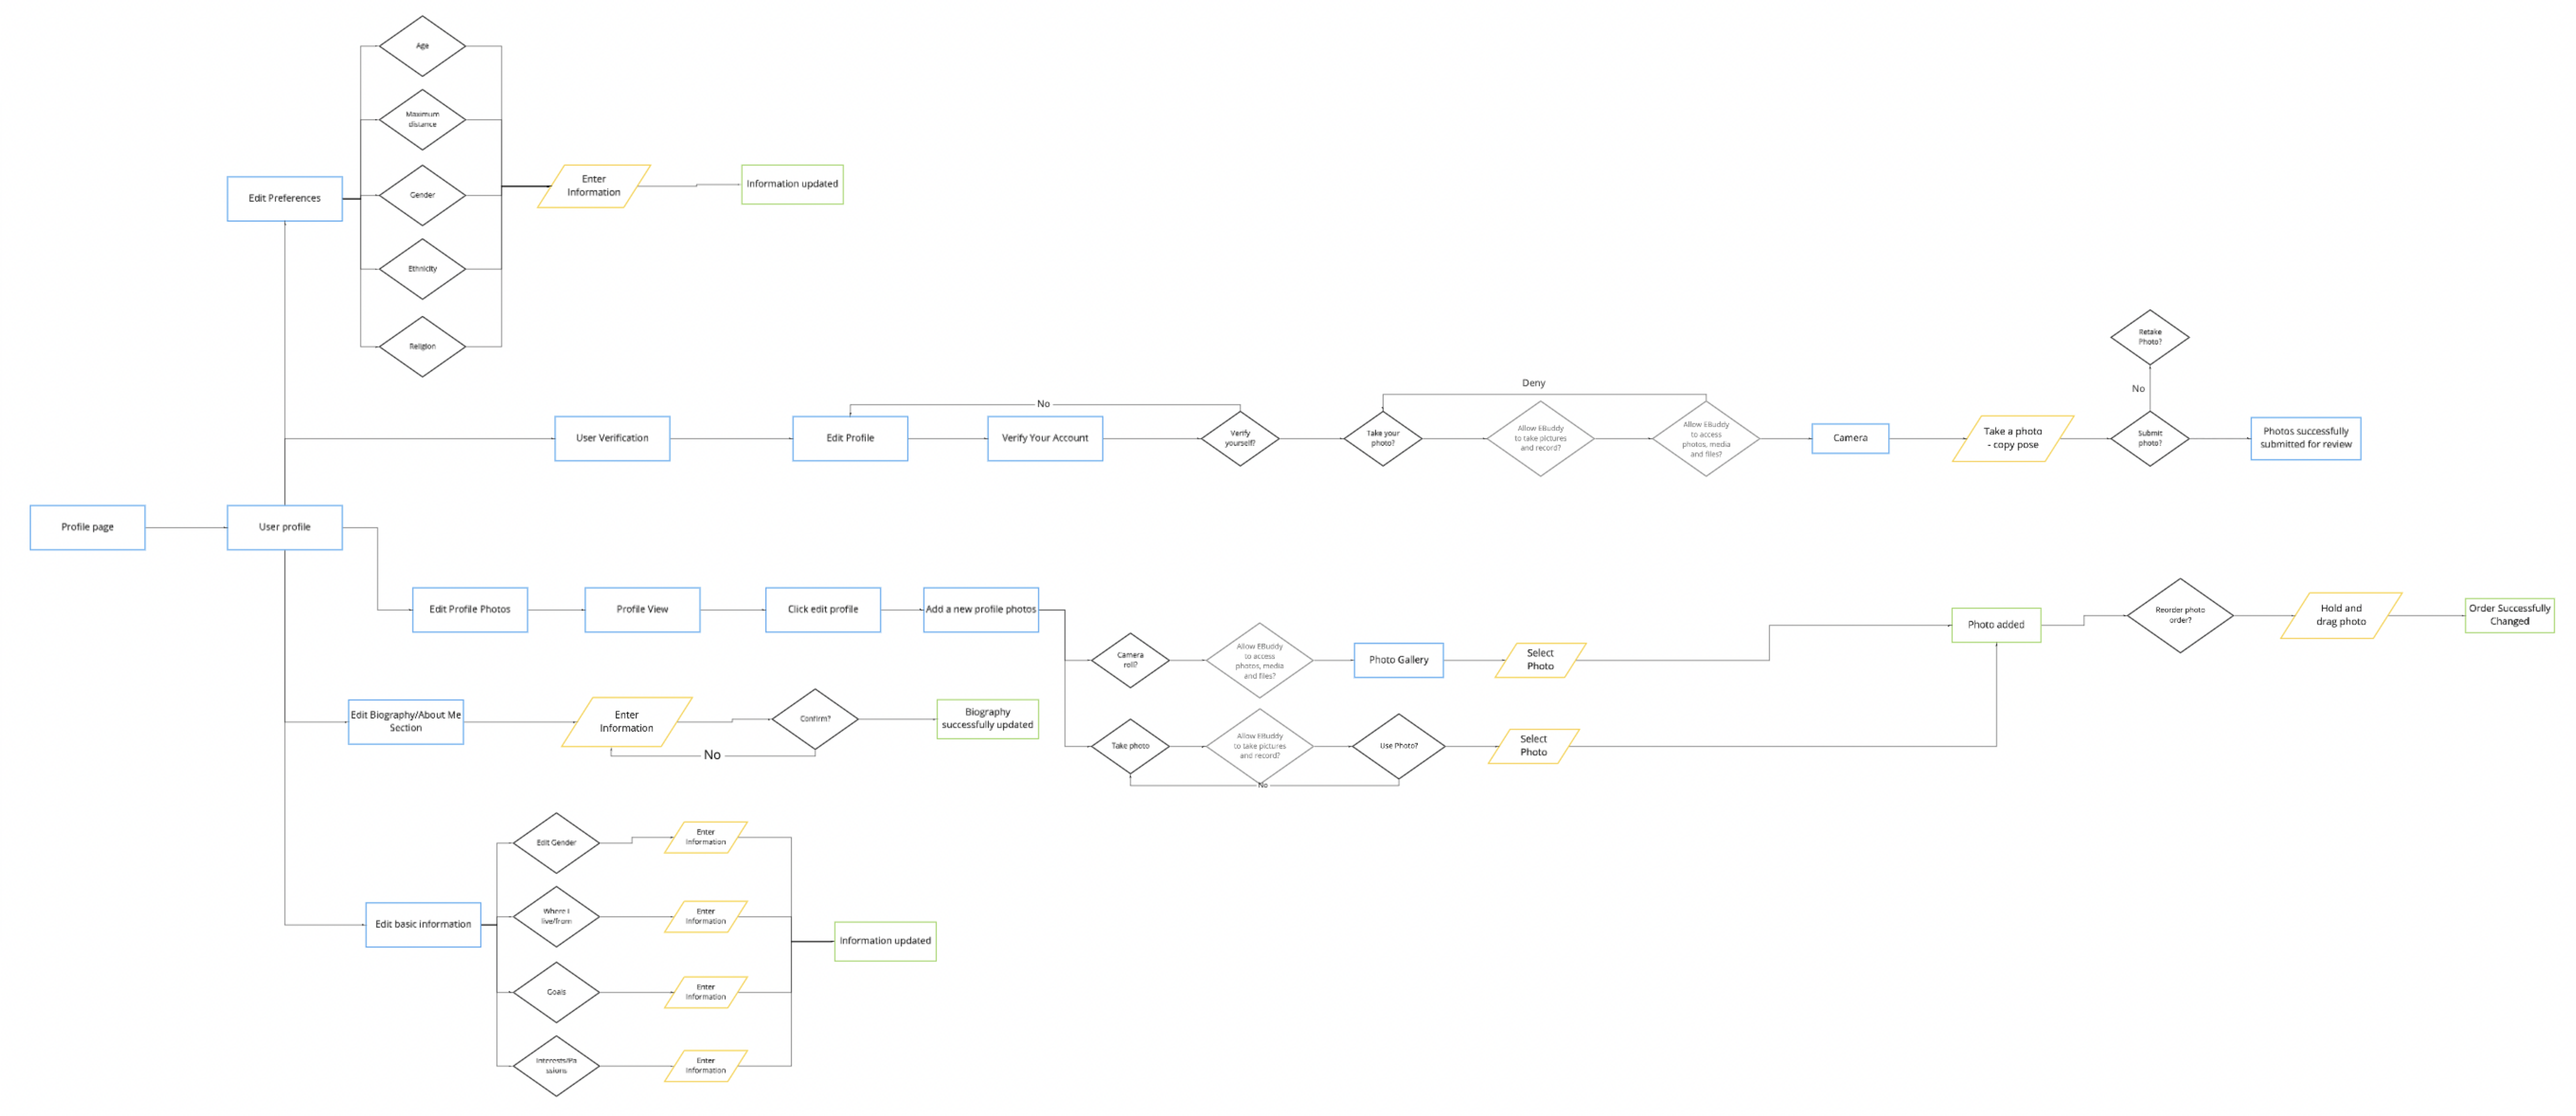 Age
Maximum
distance
Gender
Ethnicity
Religion
Edit Preferences
Enter
Information
Information updated
Retake
Photo?
No
Deny
No
User Verification
Edit Profile
Verify Your Account
Verify
yourself?
Take your
photo?
Allow EBuddy
to take pictures
and record?
Allow EBuddy
to access
photos, media
and files?
Camera
Take a photo
- copy pose
Submit
photo?
Photos successfully
submitted for review
Profile page
User profile
Edit Profile Photos
Profile View
Click edit profile
Add a new profile photos
Camera
roll?
Allow EBuddy
to access
photos, media
and files?
Photo Gallery
Select
Photo
Photo added
Reorder photo
order?
Hold and
drag photo
Order Successfully
Changed
Edit Biography/About Me
Section
Enter
Information
Confirm?
No
Biography
successfully updated
Take photo
Allow EBuddy
to take pictures
and record?
Use Photo?
No
Select
Photo
Edit basic information
Edit Gender
Enter
Information
Where I
live/from
Enter
Information
Goals
Enter
Information
Interests/Pa
ssions
Enter
Information
Information updated